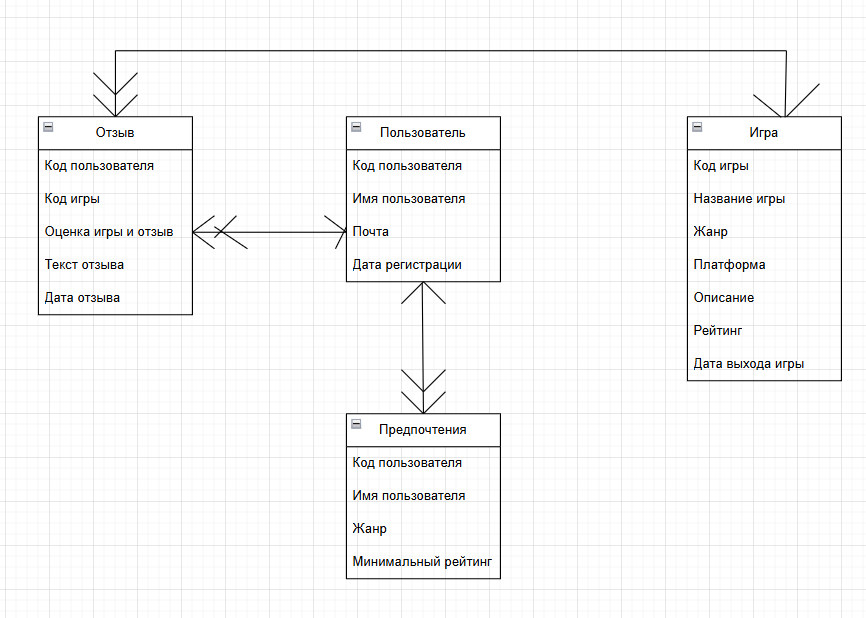 Отзыв
Код пользователя
Код игры
Оценка игры и отзыв
Текст отзыва
Дата отзыва
Пользователь
Код пользователя
Имя пользователя
Почта
Дата регистрации
Игра
Код игры
Название игры
Жанр
Платформа
Описание
Рейтинг
Дата выхода игры
Предпочтения
Код пользователя
Имя пользователя
Жанр
Минимальный рейтинг